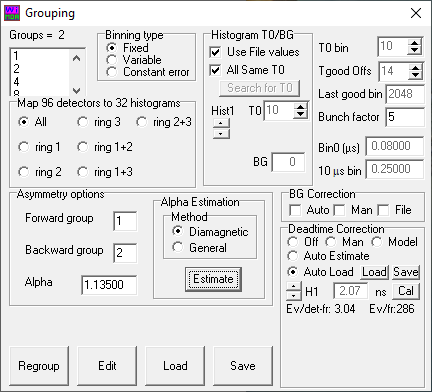 WiMDA
Grouping
Groups = 2
1
2
4
8
Binning type
Fixed
Variable
Constant error
Histogram T0/BG
Use File values
All Same T0
Search for T0
Hist1 T0 10
BG 0
T0 bin 10
Tgood Offs 14
Last good bin 2048
Bunch factor 5
Bin0 (µs) 0.08000
10 µs bin 0.25000
Map 96 detectors to 32 histograms
All ring 3 ring 2+3
ring 1 ring 1+2
ring 2 ring 1+3
Asymmetry options
Forward group 1
Backward group 2
Alpha 1.13500
Alpha Estimation
Method
Diamagnetic
General
Estimate
BG Correction
Auto Man File
Deadtime Correction
Off Man Model
Auto Estimate
Auto Load Load Save
H1 2.07 ns Cal
Ev/det-fr: 3.04 Ev/fr:286
Regroup Edit Load Save